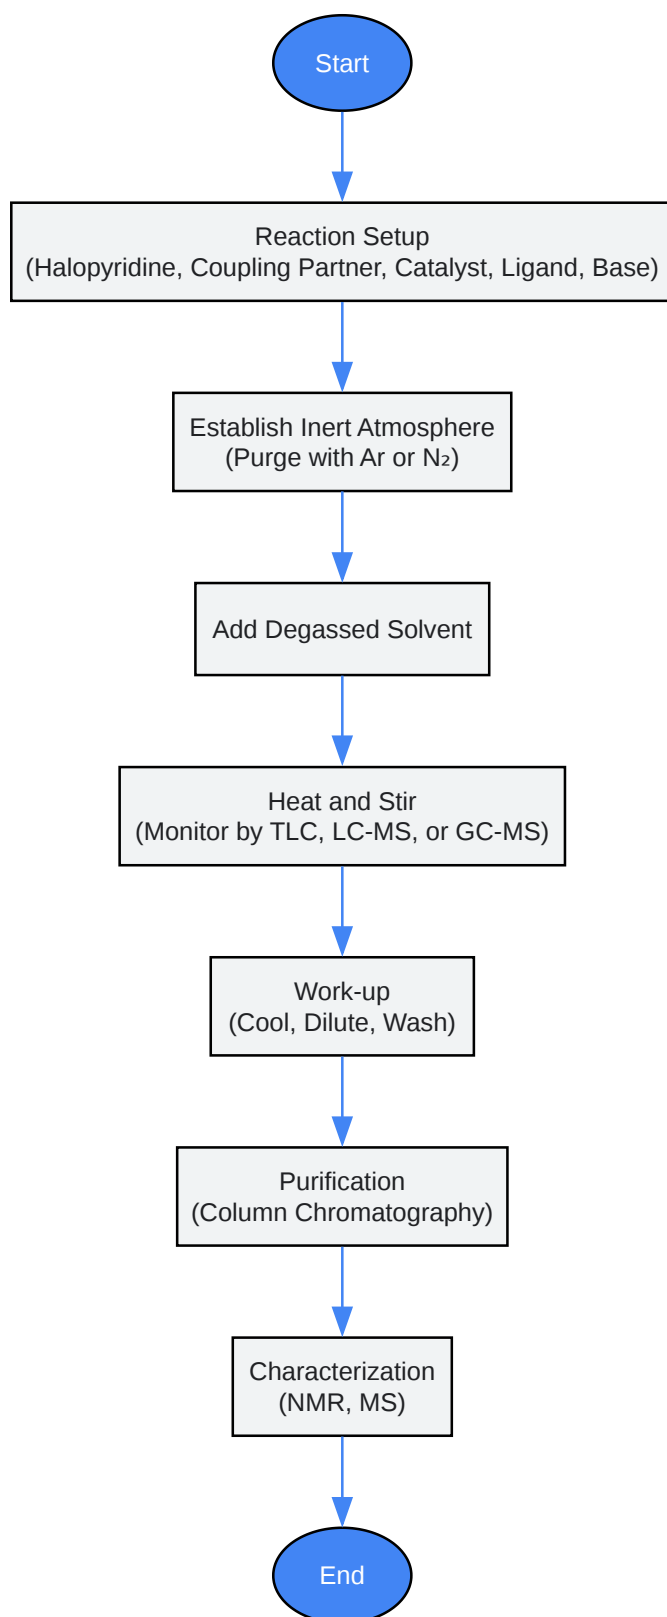 Start
Reaction Setup
(Halopyridine, Coupling Partner, Catalyst, Ligand, Base)
Establish Inert Atmosphere
(Purge with Ar or N₂)
Add Degassed Solvent
Heat and Stir
(Monitor by TLC, LC-MS, or GC-MS)
Work-up
(Cool, Dilute, Wash)
Purification
(Column Chromatography)
Characterization
(NMR, MS)
End